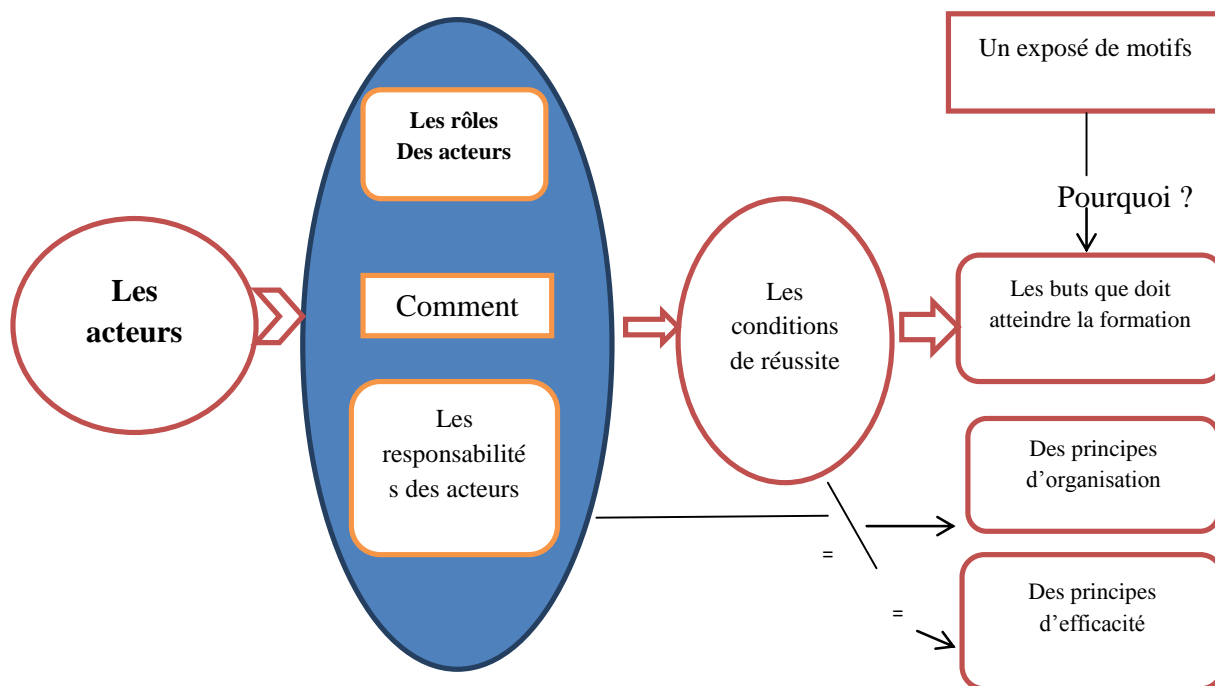 Les
acteurs
Les rôles
Des acteurs
Comment
Les
responsabilité
s des acteurs
Les
conditions
de réussite
Un exposé de motifs
Pourquoi ?
Les buts que doit
atteindre la formation
Des principes
d’organisation
=
Des principes
d’efficacité
=